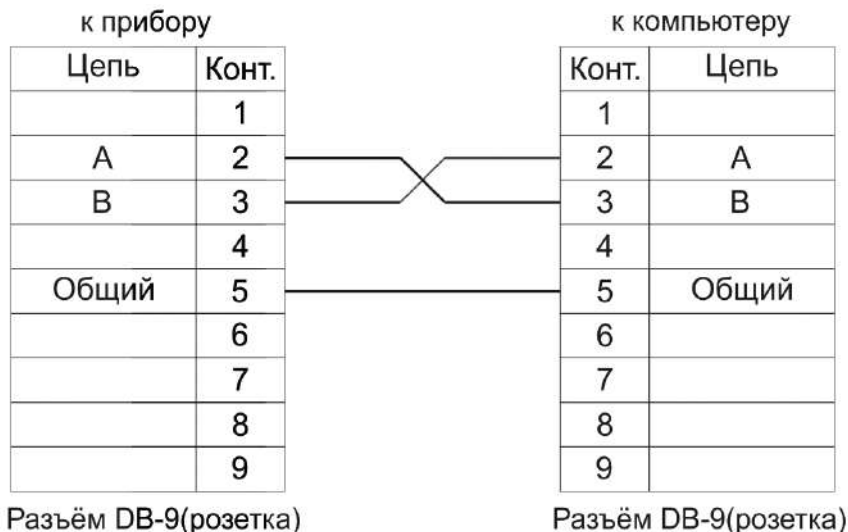 к прибору к компьютеру
Цепь Конт. Конт. Цепь
1 1
А 2 2 А
В 3 3 В
4 4
Общий 5 5 Общий
6 6
7 7
8 8
9 9
Разъём DB-9(розетка) Разъём DB-9(розетка)